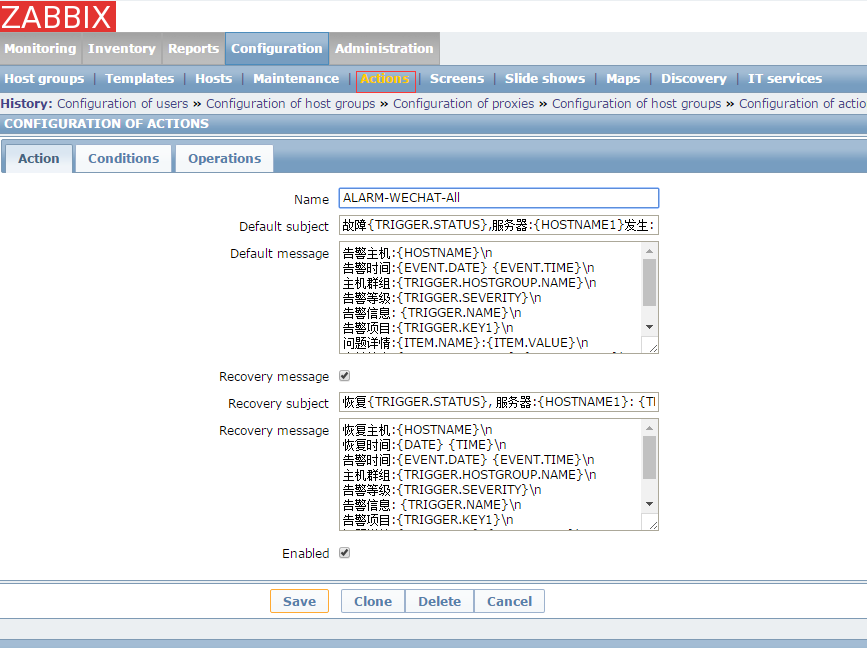 ZABBIX
Monitoring Inventory Reports Configuration Administration
Host groups | Templates | Hosts | Maintenance | Actions | Screens | Slide shows | Maps | Discovery | IT services
History: Configuration of users » Configuration of host groups » Configuration of proxies » Configuration of host groups » Configuration of actio
CONFIGURATION OF ACTIONS
Action Conditions Operations
Name ALARM-WECHAT-All
Default subject 故障{TRIGGER.STATUS},服务器:{HOSTNAME1}发生:
Default message 告警主机:{HOSTNAME}\n
告警时间:{EVENT.DATE} {EVENT.TIME}\n
主机群组:{TRIGGER.HOSTGROUP.NAME}\n
告警等级:{TRIGGER.SEVERITY}\n
告警信息: {TRIGGER.NAME}\n
告警项目:{TRIGGER.KEY1}\n
问题详情:{ITEM.NAME}:{ITEM.VALUE}\n
Recovery message
Recovery subject 恢复{TRIGGER.STATUS}, 服务器:{HOSTNAME1}: {TI
Recovery message 恢复主机:{HOSTNAME}\n
恢复时间:{DATE} {TIME}\n
告警时间:{EVENT.DATE} {EVENT.TIME}\n
主机群组:{TRIGGER.HOSTGROUP.NAME}\n
告警等级:{TRIGGER.SEVERITY}\n
告警信息: {TRIGGER.NAME}\n
告警项目:{TRIGGER.KEY1}\n
Enabled
Save Clone Delete Cancel